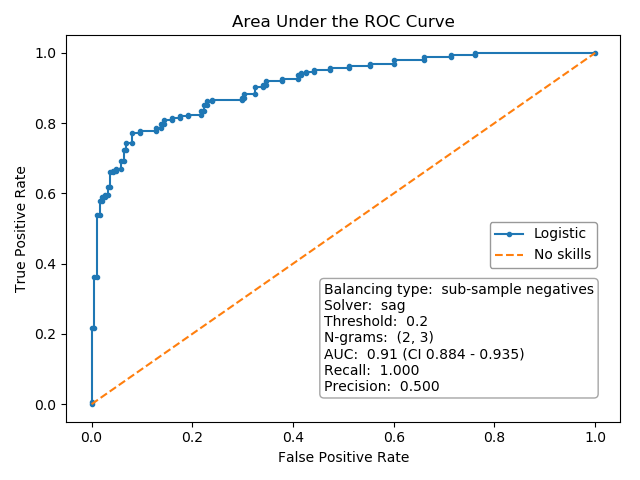 Area Under the ROC Curve
True Positive Rate
1.0
0.8
0.6
0.4
0.2
0.0
Logistic
No skills
Balancing type:  sub-sample negatives
Solver:  sag
Threshold:  0.2
N-grams:  (2, 3)
AUC:  0.91 (CI 0.884 - 0.935)
Recall:  1.000
Precision:  0.500
0.0 0.2 0.4 0.6 0.8 1.0
False Positive Rate